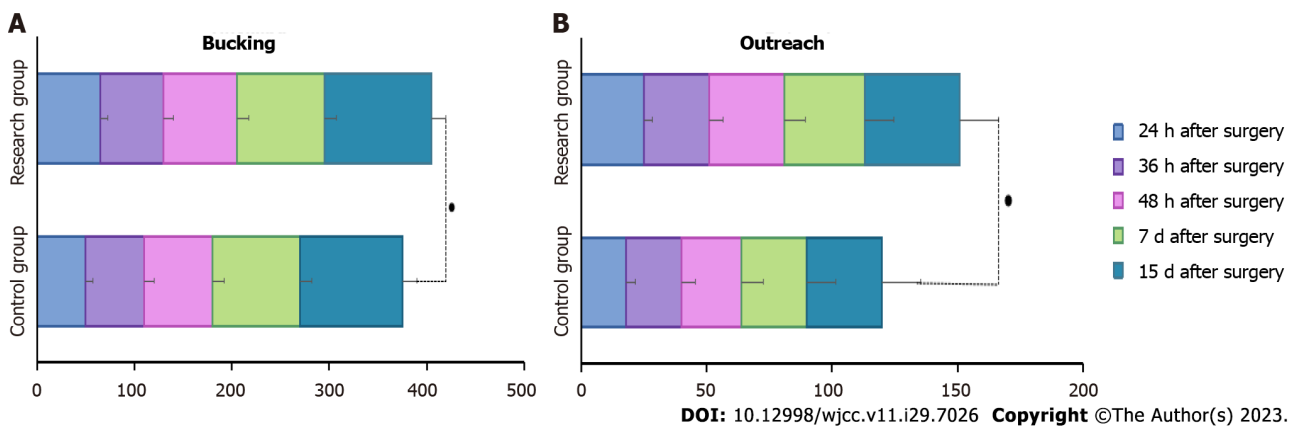 A
Bucking
Research group
Control group
0 100 200 300 400 500
B
Outreach
Research group
Control group
0 50 100 150 200
24 h after surgery
36 h after surgery
48 h after surgery
7 d after surgery
15 d after surgery
DOI: 10.12998/wjcc.v11.i29.7026 Copyright ©The Author(s) 2023.